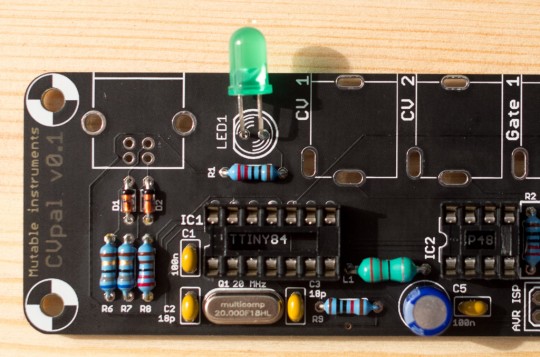 Mutable instruments
CVpal v0.1
LED1
CV 1
CV 2
Gate 1
R1
D1
D2
IC1
TTINY84
C1
100n
IC2
P48
R2
Q1 20 MHz
C3
18p
C2
18p
multicomp
20.000F18HL
R6 R7 R8
R9
C5
100n
AVR ISP